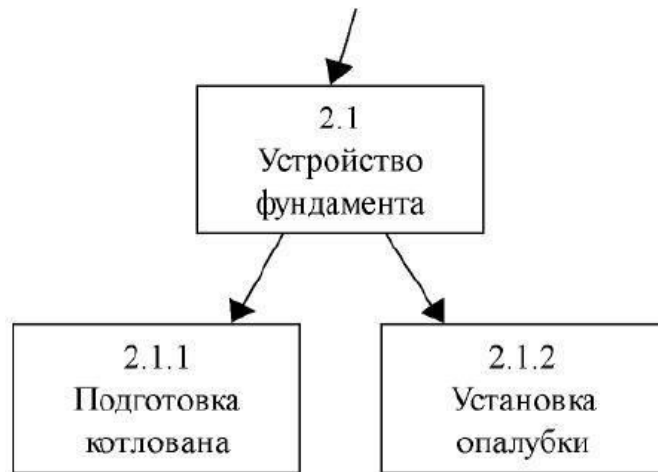 2.1
Устройство
фундамента
2.1.1
Подготовка
котлована
2.1.2
Установка
опалубки